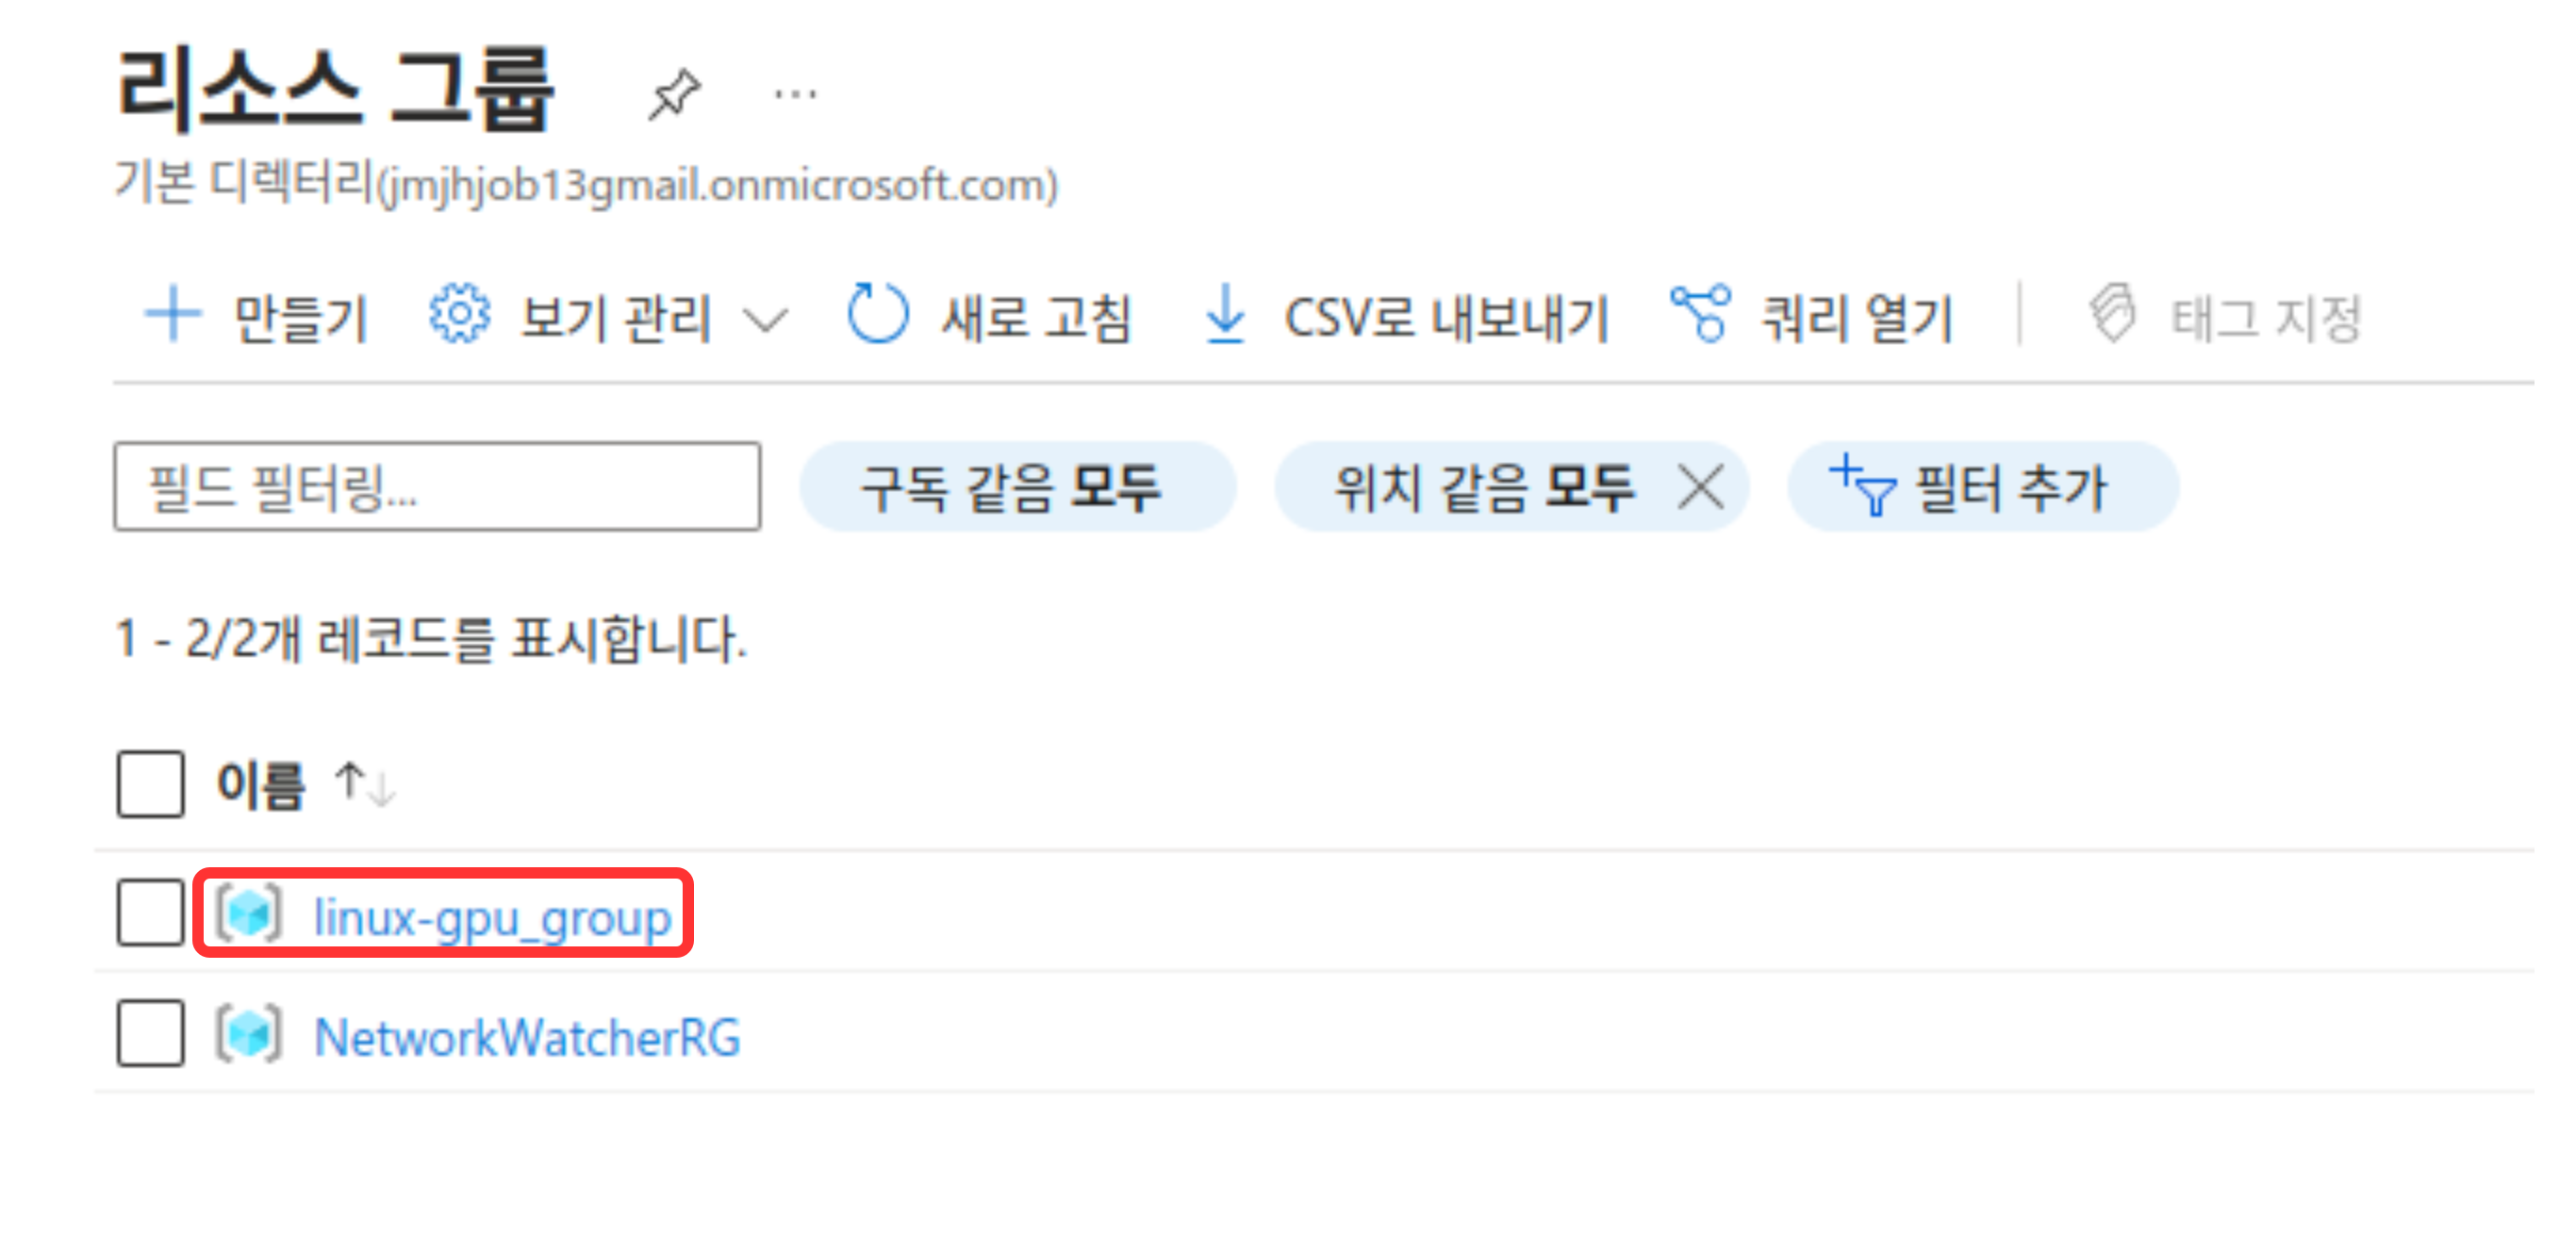 리소스 그룹 ...
기본 디렉터리(jmjhjob13gmail.onmicrosoft.com)
만들기 보기 관리 새로 고침 CSV로 내보내기 쿼리 열기 태그 지정
필드 필터링... 구독 같음 모두 위치 같음 모두 필터 추가
1 - 2/2개 레코드를 표시합니다.
이름
linux-gpu_group
NetworkWatcherRG